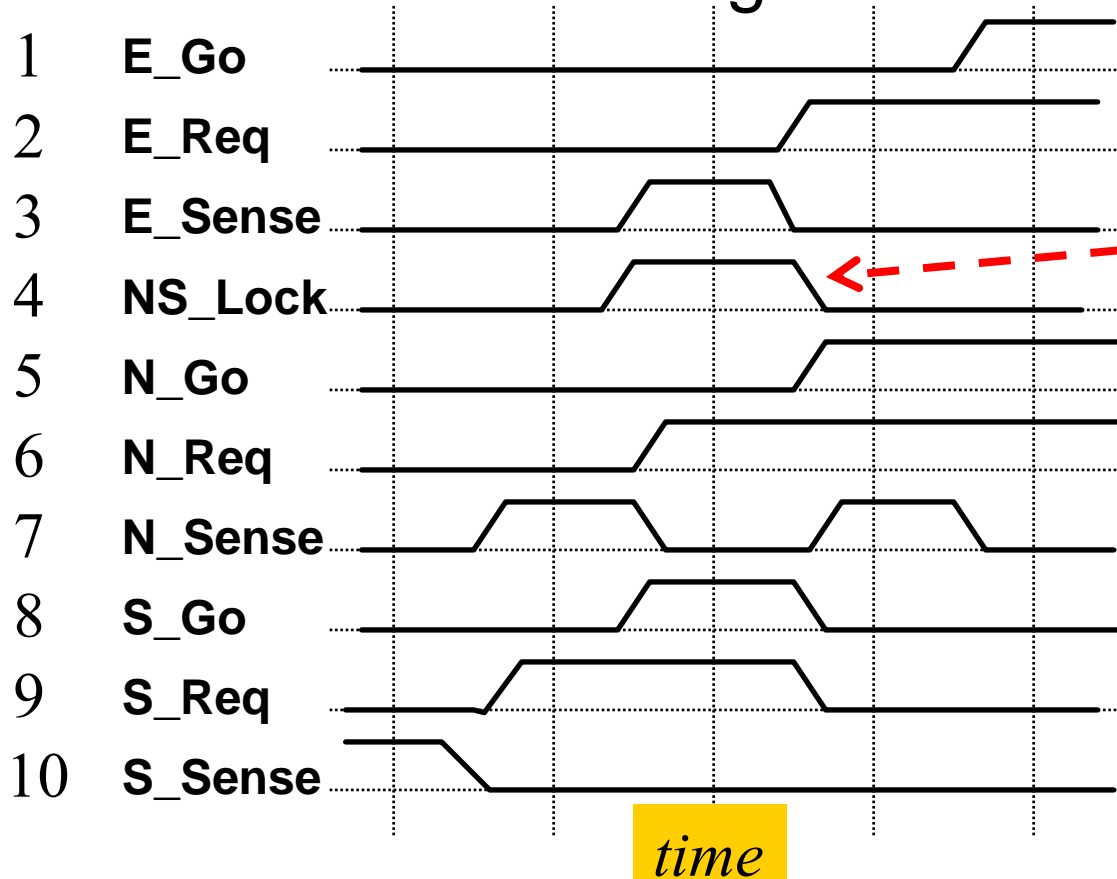 1 E_Go
2 E_Req
3 E_Sense
4 NS_Lock
5 N_Go
6 N_Req
7 N_Sense
8 S_Go
9 S_Req
10 S_Sense
time